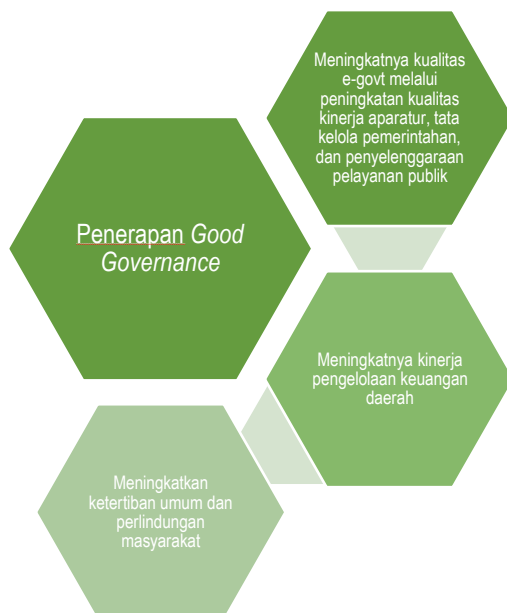 Meningkatnya kualitas
e-govt melalui
peningkatan kualitas
kinerja aparatur, tata
kelola pemerintahan,
dan penyelenggaraan
pelayanan publik
Penerapan Good
Governance
Meningkatnya kinerja
pengelolaan keuangan
daerah
Meningkatkan
ketertiban umum dan
perlindungan
masyarakat